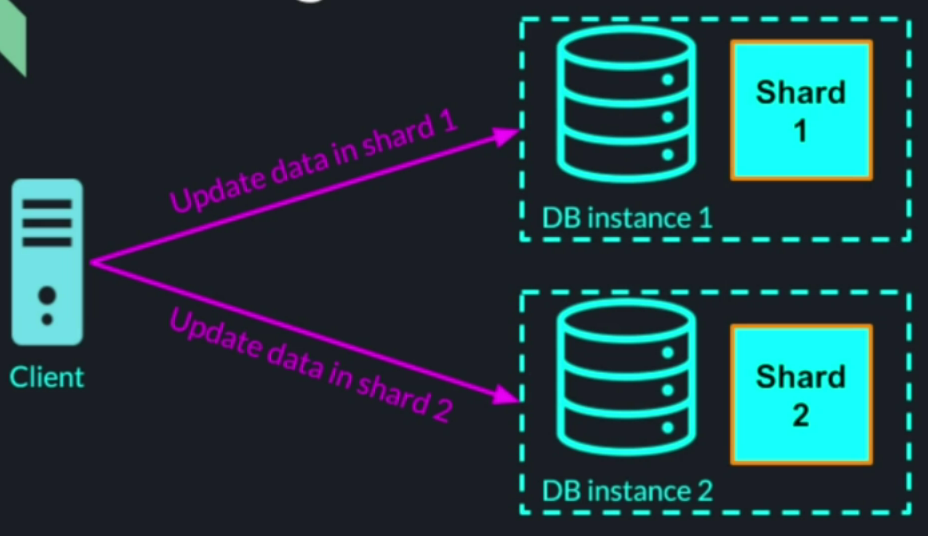 Update data in shard 1
Shard
1
DB instance 1
Client
Update data in shard 2
Shard
2
DB instance 2